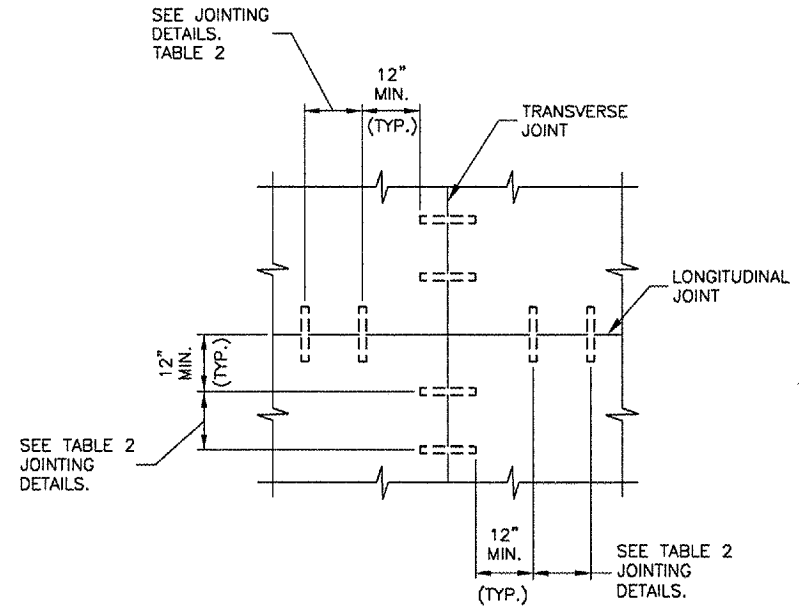 SEE JOINTING
DETAILS.
TABLE 2
12"
MIN.
(TYP.)
TRANSVERSE
JOINT
LONGITUDINAL
JOINT
12"
MIN.
(TYP.)
SEE TABLE 2
JOINTING
DETAILS.
12"
MIN.
(TYP.)
SEE TABLE 2
JOINTING
DETAILS.